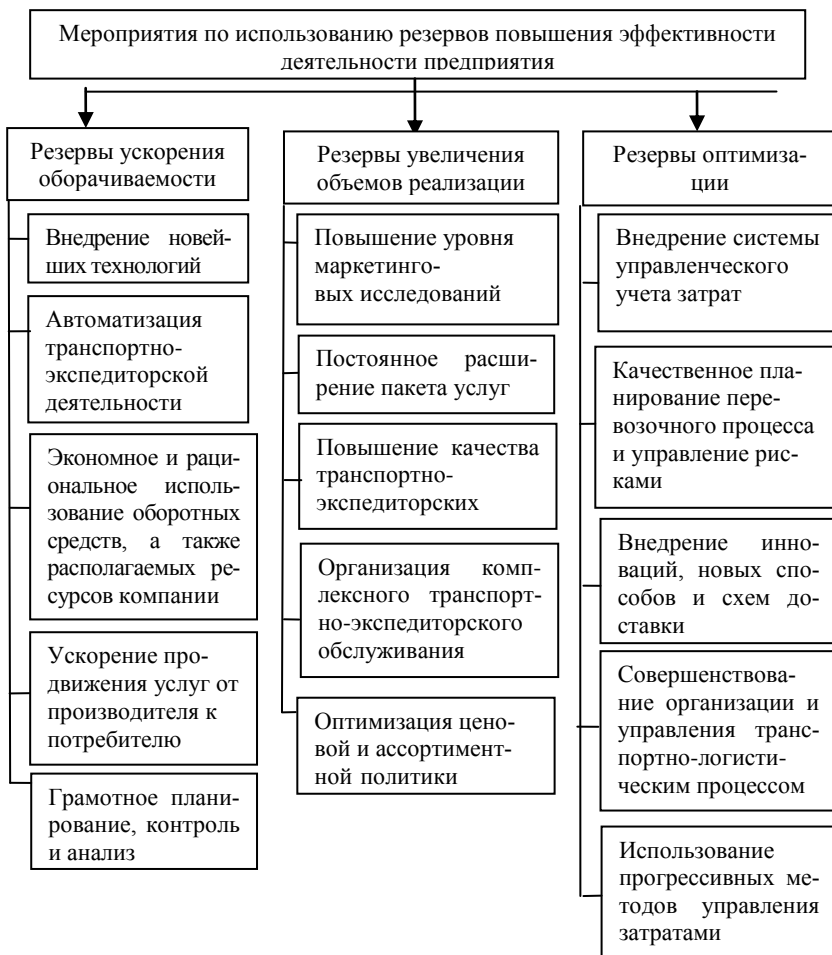 Мероприятия по использованию резервов повышения эффективности
деятельности предприятия
Резервы ускорения
оборачиваемости
Внедрение новей-
ших технологий
Автоматизация
транспортно-
экспедиторской
деятельности
Экономное и раци
ональное исполь-
зование оборотных
средств, а также
располагаемых ре-
сурсов компании
Ускорение про-
движения услуг от
производителя к
потребителю
Грамотное плани-
рование, контроль
и анализ
Резервы увеличения
объемов реализации
Повышение уровня
маркетинго-
вых исследований
Постоянное расши-
рение пакета услуг
Повышение качества
транспортно-
экспедиторских
Организация комп-
лексного транспорт-
но-экспедиторского
обслуживания
Оптимизация цено-
вой и ассортимент-
ной политики
Резервы оптимиза-
ции
Внедрение системы
управленческого
учета затрат
Качественное пла-
нирование пере-
возочного процесса
и управление рис-
ками
Внедрение инно-
ваций, новых спо-
собов и схем до-
ставки
Совершенствова-
ние организации и
управления транс-
портно-логисти-
ческим процессом
Использование
прогрессивных ме-
тодов управления
затратами